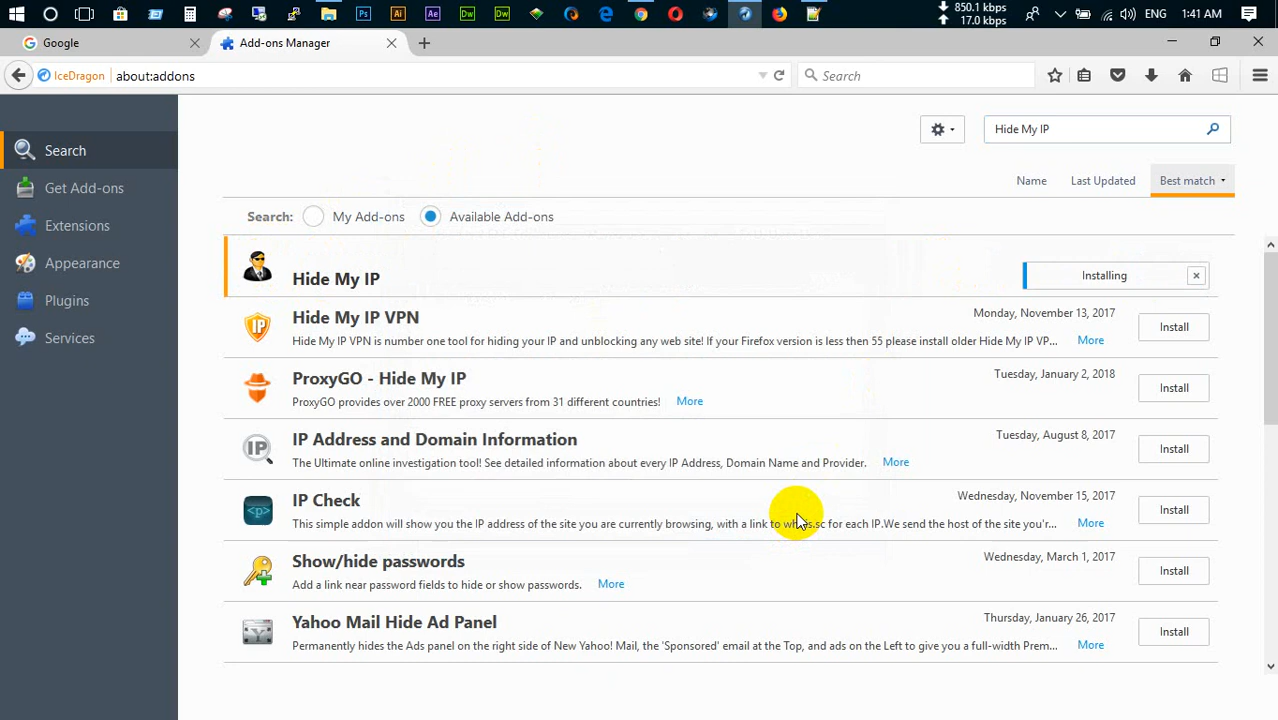 850.1 kbps
17.0 kbps
ENG
1:41 AM
Google
Add-ons Manager
IceDragon
about:addons
Search
Hide My IP
Search
Get Add-ons
Extensions
Appearance
Plugins
Services
Name
Last Updated
Best match
Search:
My Add-ons
Available Add-ons
Hide My IP
Installing
Hide My IP VPN
Monday, November 13, 2017
Install
Hide My IP VPN is number one tool for hiding your IP and unblocking any web site! If your Firefox version is less then 55 please install older Hide My IP VP...
More
ProxyGO - Hide My IP
Tuesday, January 2, 2018
Install
ProxyGO provides over 2000 FREE proxy servers from 31 different countries!
More
IP Address and Domain Information
Tuesday, August 8, 2017
Install
The Ultimate online investigation tool! See detailed information about every IP Address, Domain Name and Provider.
More
IP Check
Wednesday, November 15, 2017
Install
This simple addon will show you the IP address of the site you are currently browsing, with a link to .sc for each IP.We send the host of the site you'r...
More
Show/hide passwords
Wednesday, March 1, 2017
Install
Add a link near password fields to hide or show passwords.
More
Yahoo Mail Hide Ad Panel
Thursday, January 26, 2017
Install
Permanently hides the Ads panel on the right side of New Yahoo! Mail, the 'Sponsored' email at the Top, and ads on the Left to give you a full-width Prem...
More